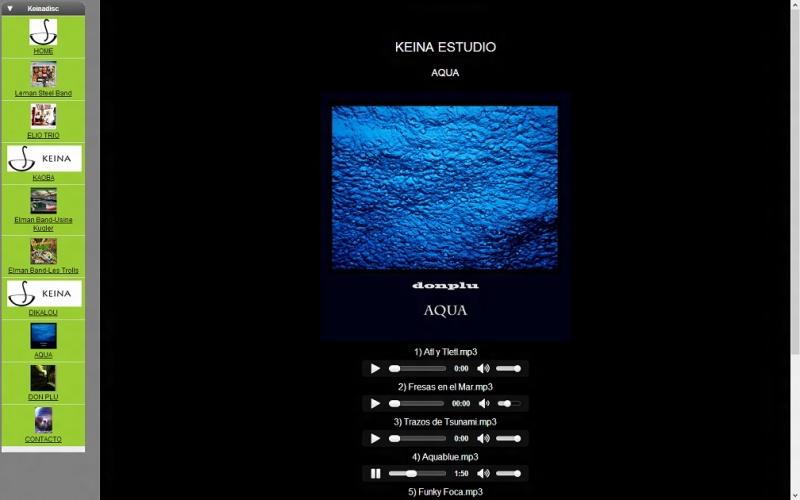 Keinadisc
HOME
Leman Steel Band
ELIO TRIO
KEINA
KAOBA
Elman Band-Usine
Kugler
Elman Band-Les Trolls
KEINA
DIKALOU
AQUA
DON PLU
CONTACTO
KEINA ESTUDIO
AQUA
donplu
AQUA
1) Atl y Tletl.mp3
0:00
2) Fresas en el Mar.mp3
00:00
3) Trazos de Tsunami.mp3
0:00
4) Aquablue.mp3
1:50
5) Funky Foca.mp3